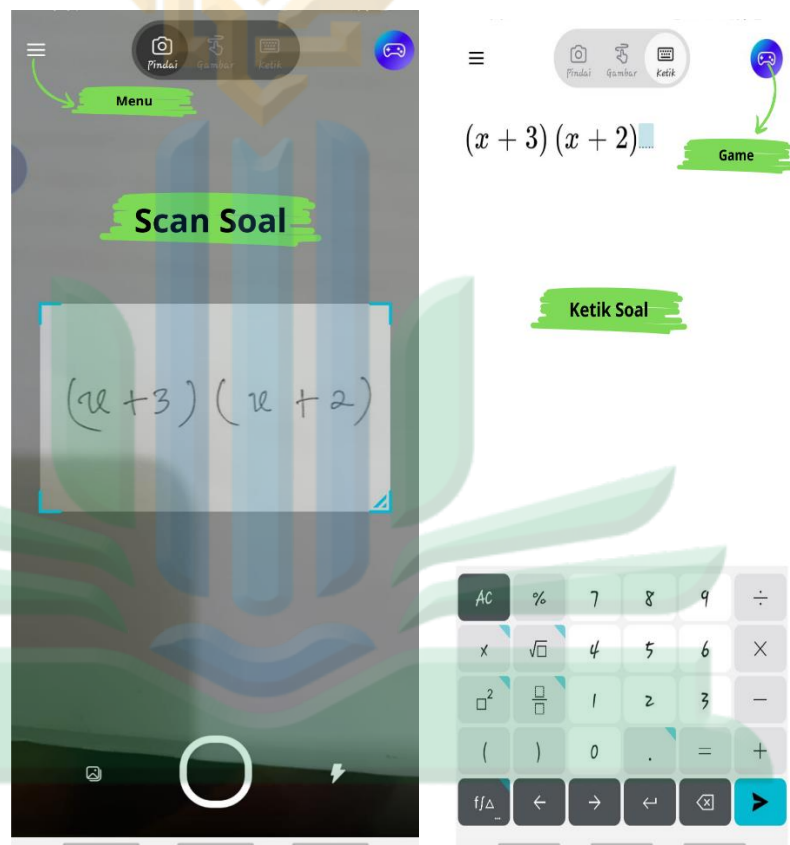 Pindai Gambar Ketik
Menu
Scan Soal
(x + 3) (x + 2)
Pindai Gambar Ketik
(x + 3) (x + 2)
Game
Ketik Soal
AC % 7 8 9 ÷
x √□ 4 5 6 ×
□² □/□ 1 2 3 −
( ) 0 . = +
f∫△ ... ← → ↵ ⌫ ➤